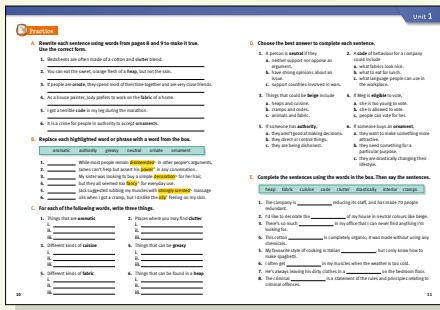 Unit 1
Practice
A. Rewrite each sentence using words from pages 8 and 9 to make it true.
Use the correct form.
1. Bedsheets are often made of a cotton and clutter blend.
2. You can eat the sweet, orange flesh of a heap, but not the skin.
3. If people are ornate, they spend most of their time together and are very close friends.
4. As a house painter, Joey prefers to work on the fabric of a home.
5. I got a terrible code in my leg during the marathon.
6. It is a crime for people in authority to accept ornaments.
B. Replace each highlighted word or phrase with a word from the box.
aromatic authority greasy neutral ornate ornament
1. While most people remain disinterested in other people's arguments,
2. James can't help but assert his power in any company.
3. My sister was looking to buy a simple decoration for her hair,
4. but they all seemed too fancy for everyday use.
5. Jack suggested rubbing my muscles with strongly scented massage
6. oils when I got a cramp, but I dislike the oily feeling on my skin.
C. For each of the following, write three things.
1. Things that are aromatic
i.
ii.
iii.
2. Places where you may find clutter
i.
ii.
iii.
3. Different kinds of cuisine
i.
ii.
iii.
4. Things that can be greasy
i.
ii.
iii.
5. Different kinds of fabric
i.
ii.
iii.
6. Things that can be found in a heap
i.
ii.
iii.
10
D. Choose the best answer to complete each sentence.
1. A person is neutral if they
a. neither support nor oppose an
argument.
b. have strong opinions about an
issue.
c. support countries involved in wars.
2. A code of behaviour for a company
could include
a. what fabrics look nice.
b. what to eat for lunch.
c. what language people can use in
the workplace.
3. Things that could be beige include
a. heaps and cuisine.
b. cramps and codes.
c. animals and fabric.
4. If Meg is eligible to vote,
a. she is too young to vote.
b. she is allowed to vote.
c. people can vote for her.
5. If someone has authority,
a. they aren't good at making decisions.
b. they direct or control things.
c. they are being dishonest.
6. If someone buys an ornament,
a. they want to make something more
attractive.
b. they need something for a
particular purpose.
c. they are drastically changing their
lifestyle.
E. Complete the sentences using the words in the box. Then say the sentences.
heap fabric cuisine code clutter drastically interior cramps
1. The company is reducing its staff, and has made 70 people
redundant.
2. I'd like to decorate the of my house in neutral colours like beige.
3. There's so much in my office that I can never find anything I'm
looking for.
4. This cotton is completely organic, it was made without any
chemicals.
5. My favourite style of cooking is Italian , but I only know how to
make spaghetti.
6. I often get in my muscles when the weather is too cold.
7. He's always leaving his dirty clothes in a on the bedroom floor.
8. The criminal is a statement of the rules and principles relating to
criminal offences.
11